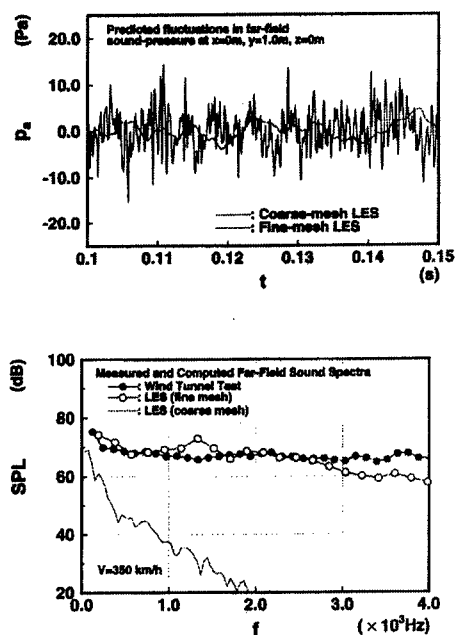 (Pa)
20.0
10.0
0.0
-10.0
-20.0
Pa
Predicted fluctuations in far-field
sound-pressure at x=0m, y=1.0m, z=0m
: Coarse-mesh LES
: Fine-mesh LES
0.1 0.11 0.12 0.13 0.14 0.15
t (s)
(dB)
100
80
60
40
20
SPL
Measured and Computed Far-Field Sound Spectra
: Wind Tunnel Test
: LES (fine mesh)
: LES (coarse mesh)
V=350 km/h
0.0 1.0 2.0 3.0 4.0
f (×10³Hz)